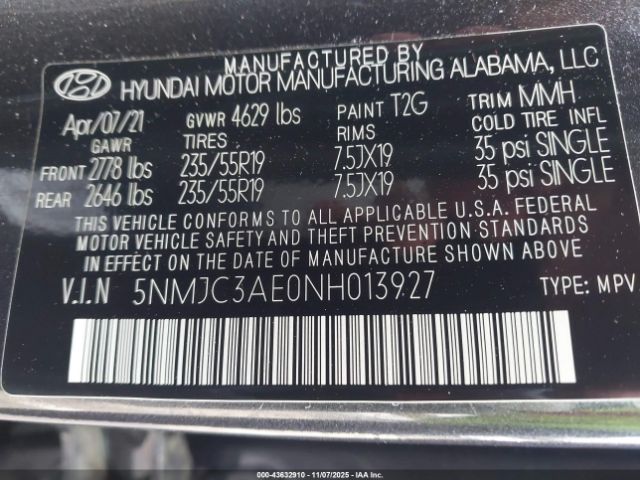 MANUFACTURED BY
HYUNDAI MOTOR MANUFACTURING ALABAMA, LLC
Apr/07/21 GVWR 4629 lbs PAINT T2G TRIM MMH
GAWR TIRES RIMS COLD TIRE INFL
FRONT 2778 lbs 235/55R19 7.5JX19 35 psi SINGLE
REAR 2646 lbs 235/55R19 7.5JX19 35 psi SINGLE
THIS VEHICLE CONFORMS TO ALL APPLICABLE U.S.A. FEDERAL
MOTOR VEHICLE SAFETY AND THEFT PREVENTION STANDARDS
IN EFFECT ON THE DATE OF MANUFACTURE SHOWN ABOVE.
V.I.N 5NMJC3AE0NH013927 TYPE: MPV
000-43632910 - 11/07/2025 - IAAI.CA